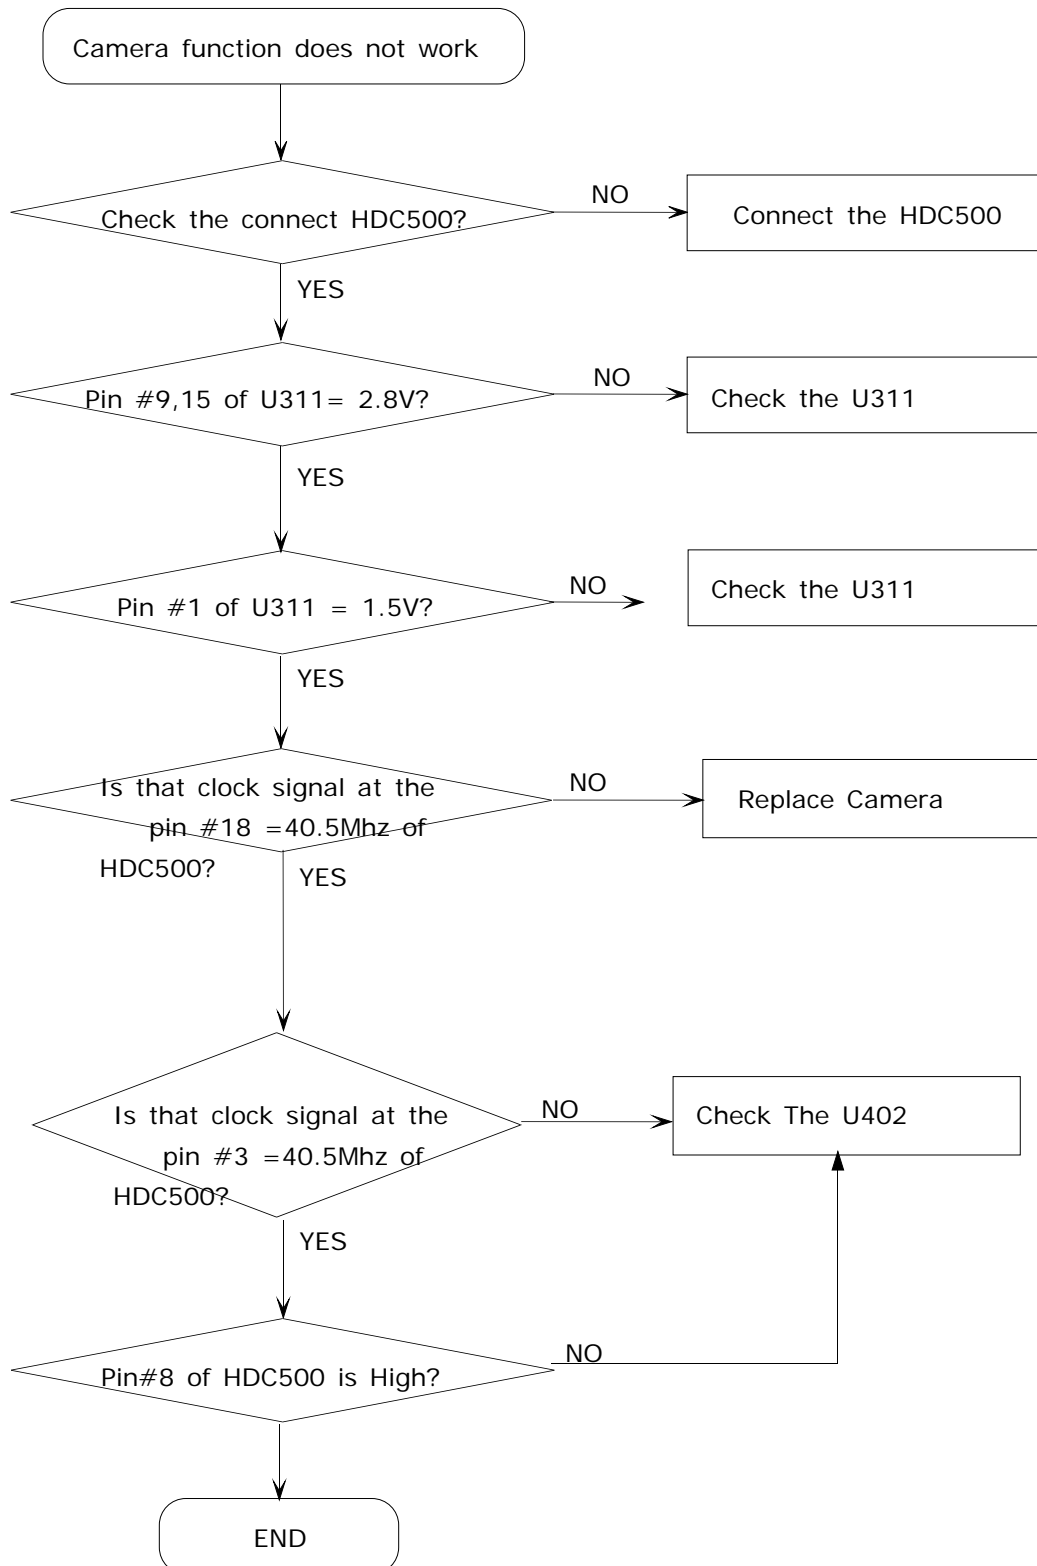 Camera function does not work
Check the connect HDC500?
NO
Connect the HDC500
YES
Pin #9,15 of U311= 2.8V?
NO
Check the U311
YES
Pin #1 of U311 = 1.5V?
NO
Check the U311
YES
Is that clock signal at the
pin #18 =40.5Mhz of
HDC500?
NO
Replace Camera
YES
Is that clock signal at the
pin #3 =40.5Mhz of
HDC500?
NO
Check The U402
YES
Pin#8 of HDC500 is High?
NO
END